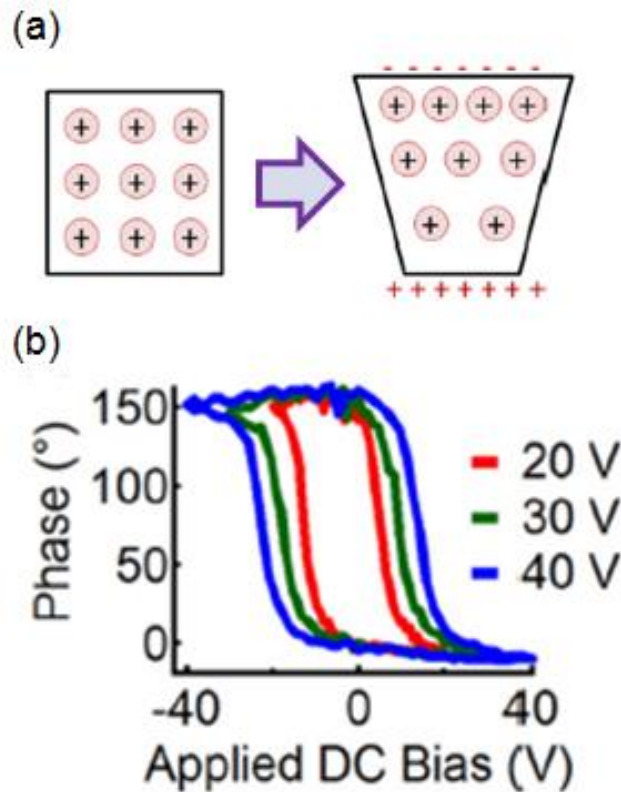 (a)
+ + +
+ + +
+ + +
- - - - - - -
+ + + +
+ + +
+ +
+ + + + + + +
(b)
150
100
50
0
Phase (°)
20 V
30 V
40 V
-40 0 40
Applied DC Bias (V)